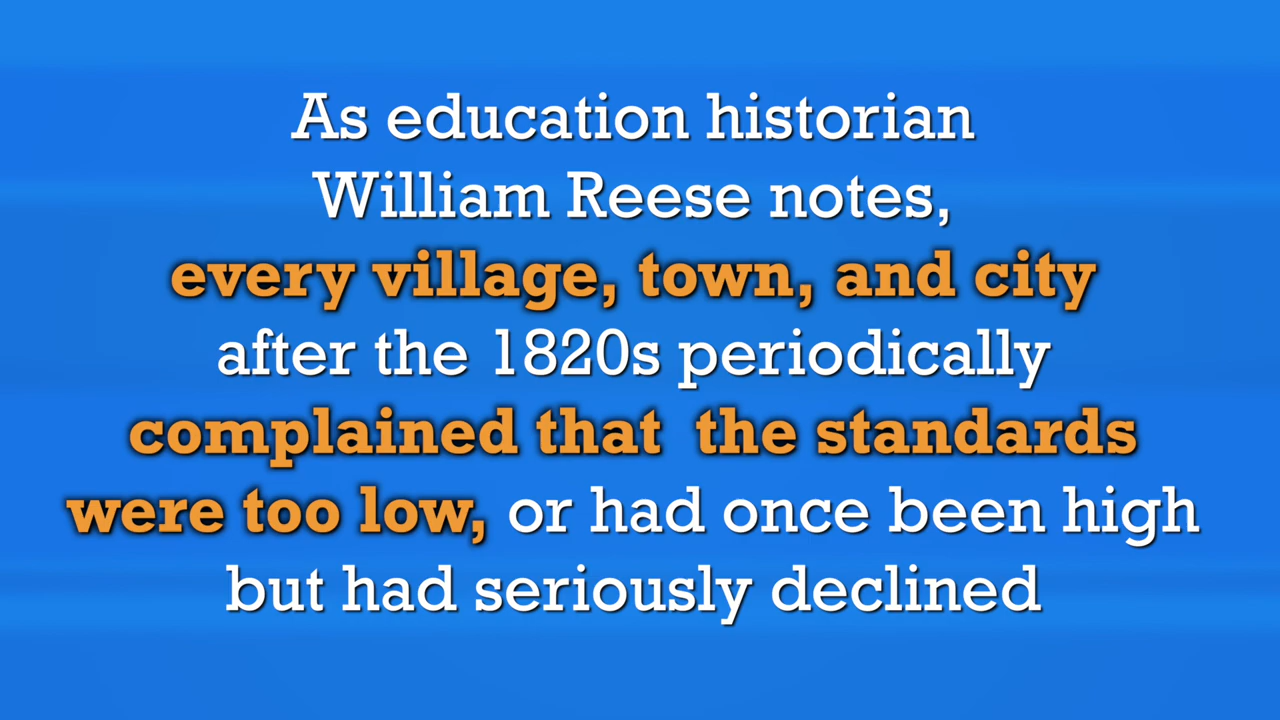 As education historian
William Reese notes,
every village, town, and city
after the 1820s periodically
complained that  the standards
were too low, or had once been high
but had seriously declined